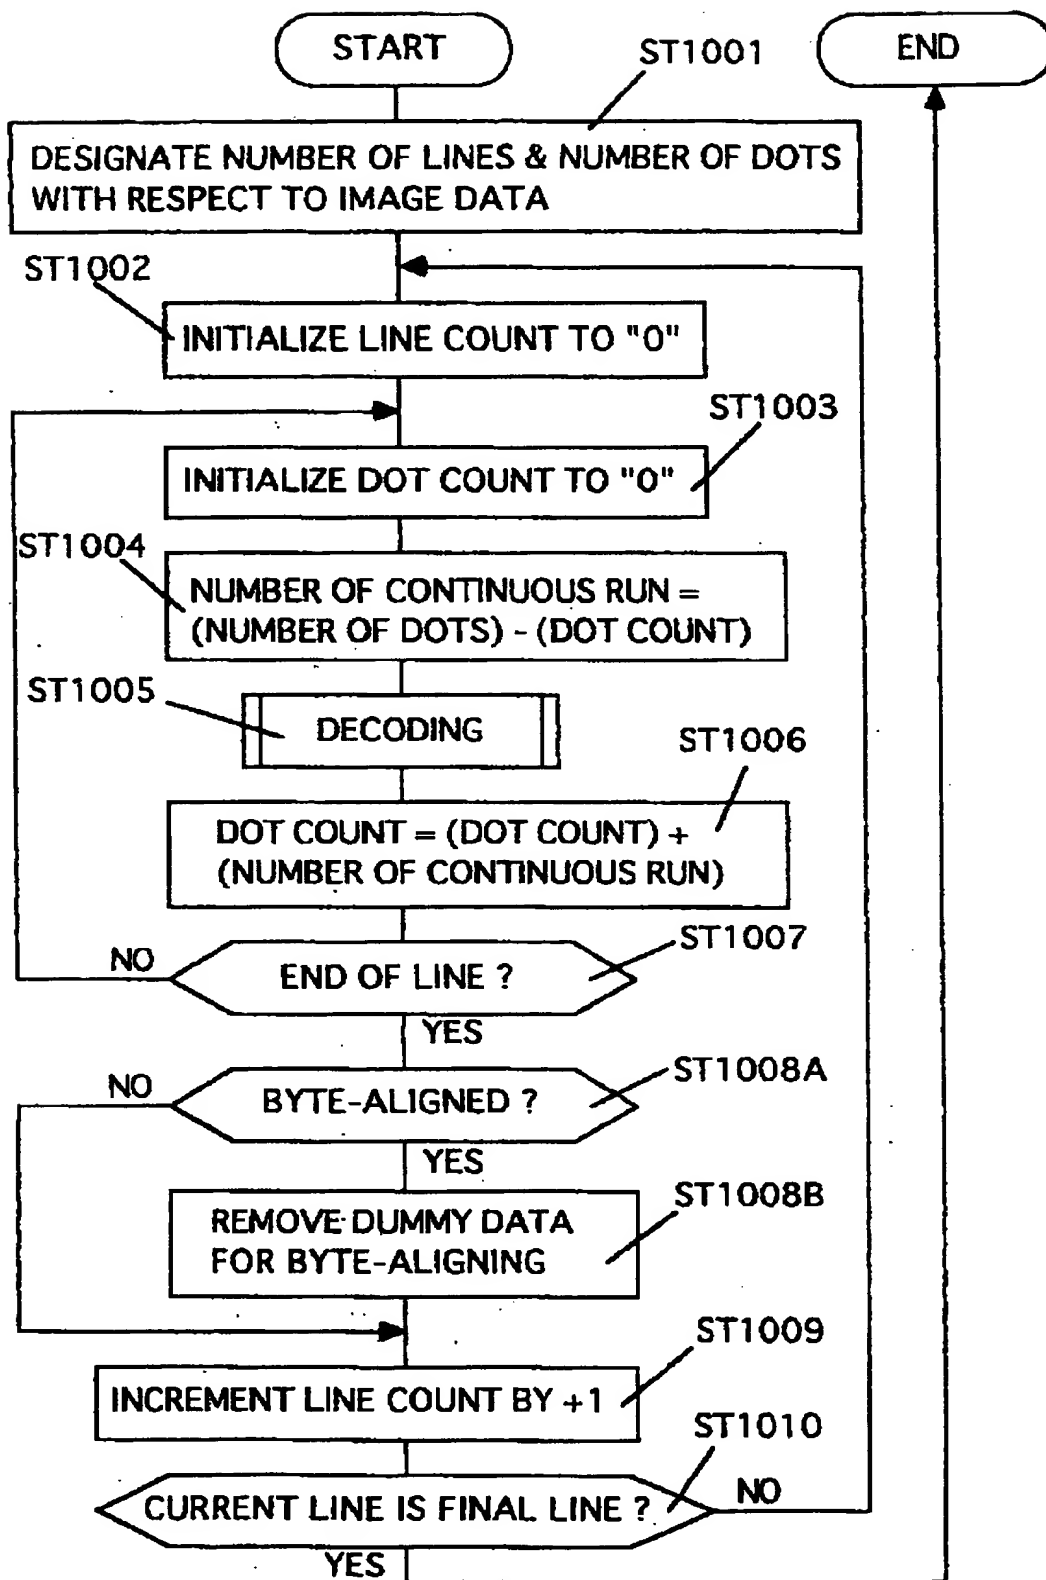 START
END
ST1001
DESIGNATE NUMBER OF LINES & NUMBER OF DOTS
WITH RESPECT TO IMAGE DATA
ST1002
INITIALIZE LINE COUNT TO "0"
ST1003
INITIALIZE DOT COUNT TO "0"
ST1004
NUMBER OF CONTINUOUS RUN =
(NUMBER OF DOTS) - (DOT COUNT)
ST1005
DECODING
ST1006
DOT COUNT = (DOT COUNT) +
(NUMBER OF CONTINUOUS RUN)
ST1007
NO
END OF LINE ?
YES
ST1008A
NO
BYTE-ALIGNED ?
YES
ST1008B
REMOVE DUMMY DATA
FOR BYTE-ALIGNING
ST1009
INCREMENT LINE COUNT BY +1
ST1010
CURRENT LINE IS FINAL LINE ?
NO
YES